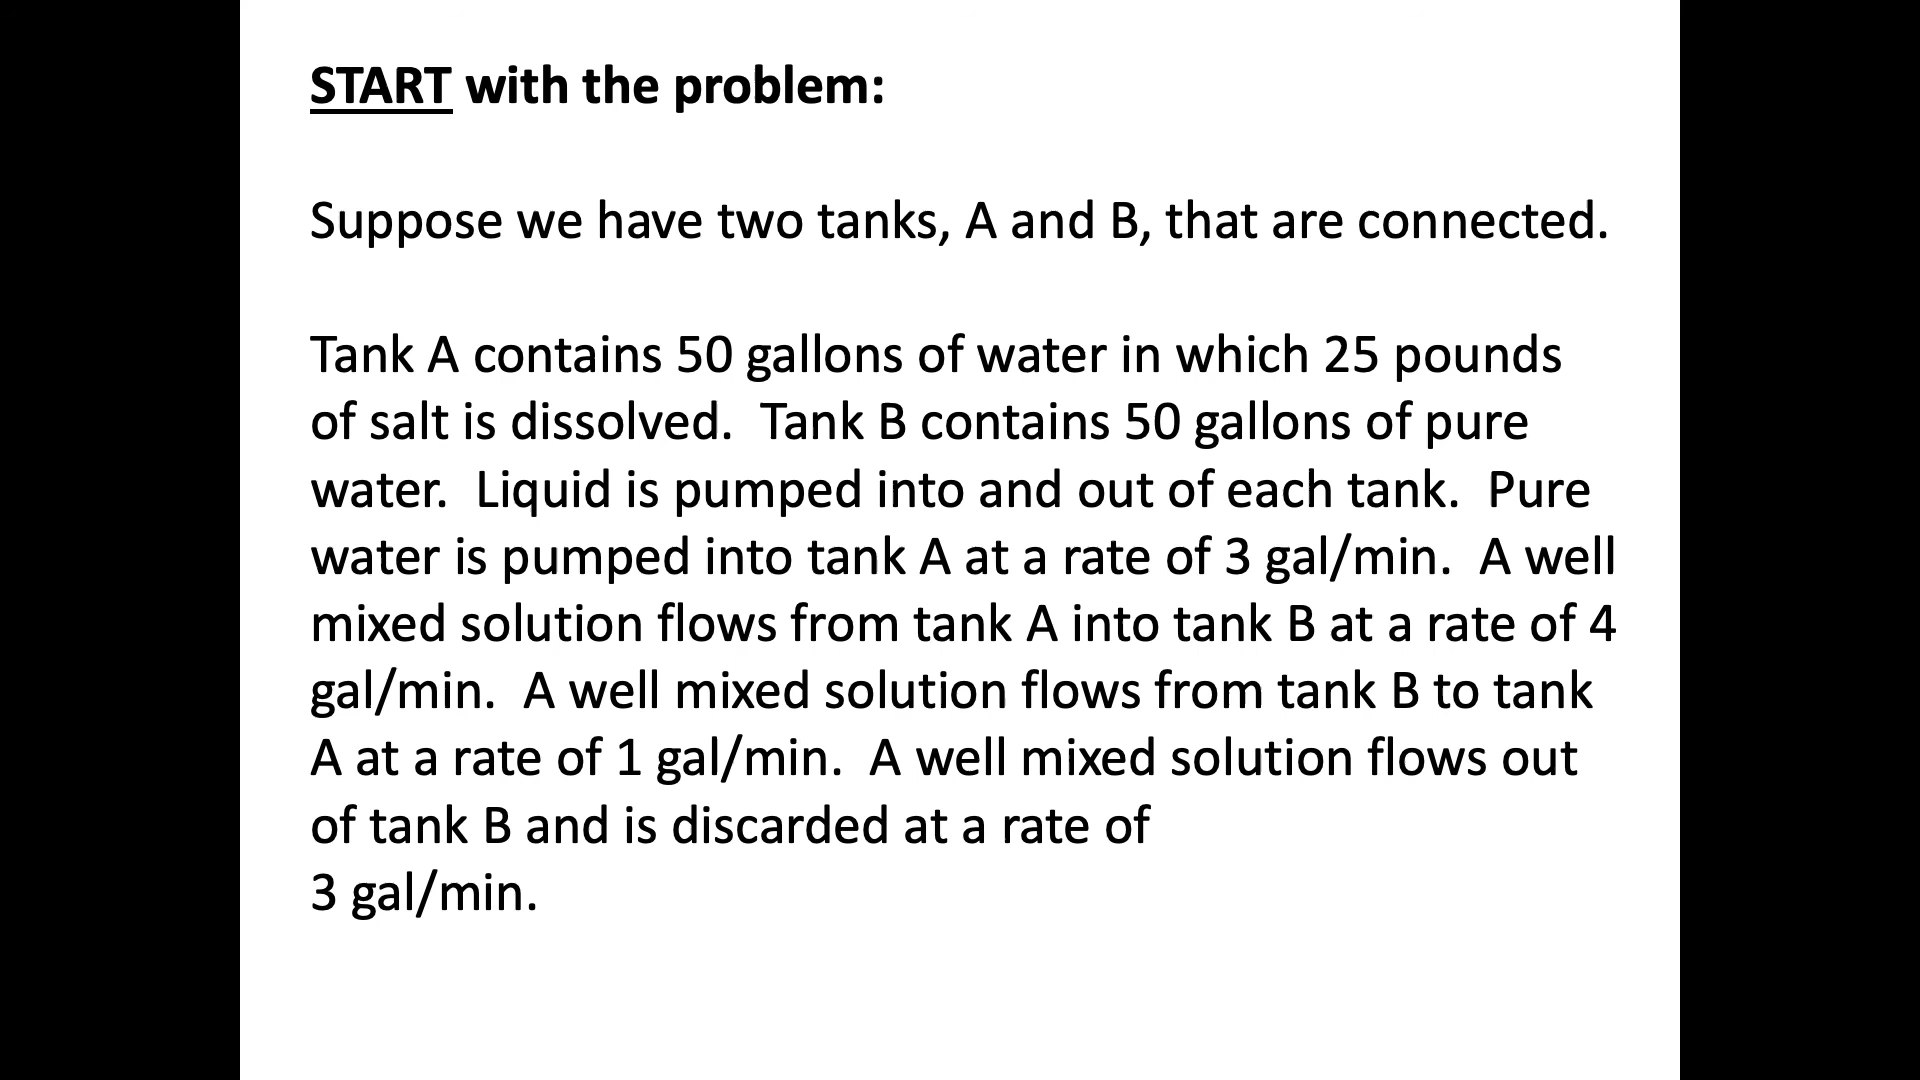 START with the problem:
Suppose we have two tanks, A and B, that are connected.
Tank A contains 50 gallons of water in which 25 pounds
of salt is dissolved.  Tank B contains 50 gallons of pure
water.  Liquid is pumped into and out of each tank.  Pure
water is pumped into tank A at a rate of 3 gal/min.  A well
mixed solution flows from tank A into tank B at a rate of 4
gal/min.  A well mixed solution flows from tank B to tank
A at a rate of 1 gal/min.  A well mixed solution flows out
of tank B and is discarded at a rate of
3 gal/min.